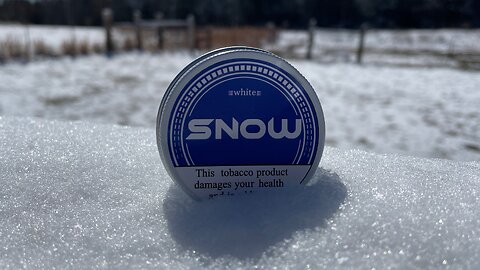 white
SNOW
This tobacco product
damages your health